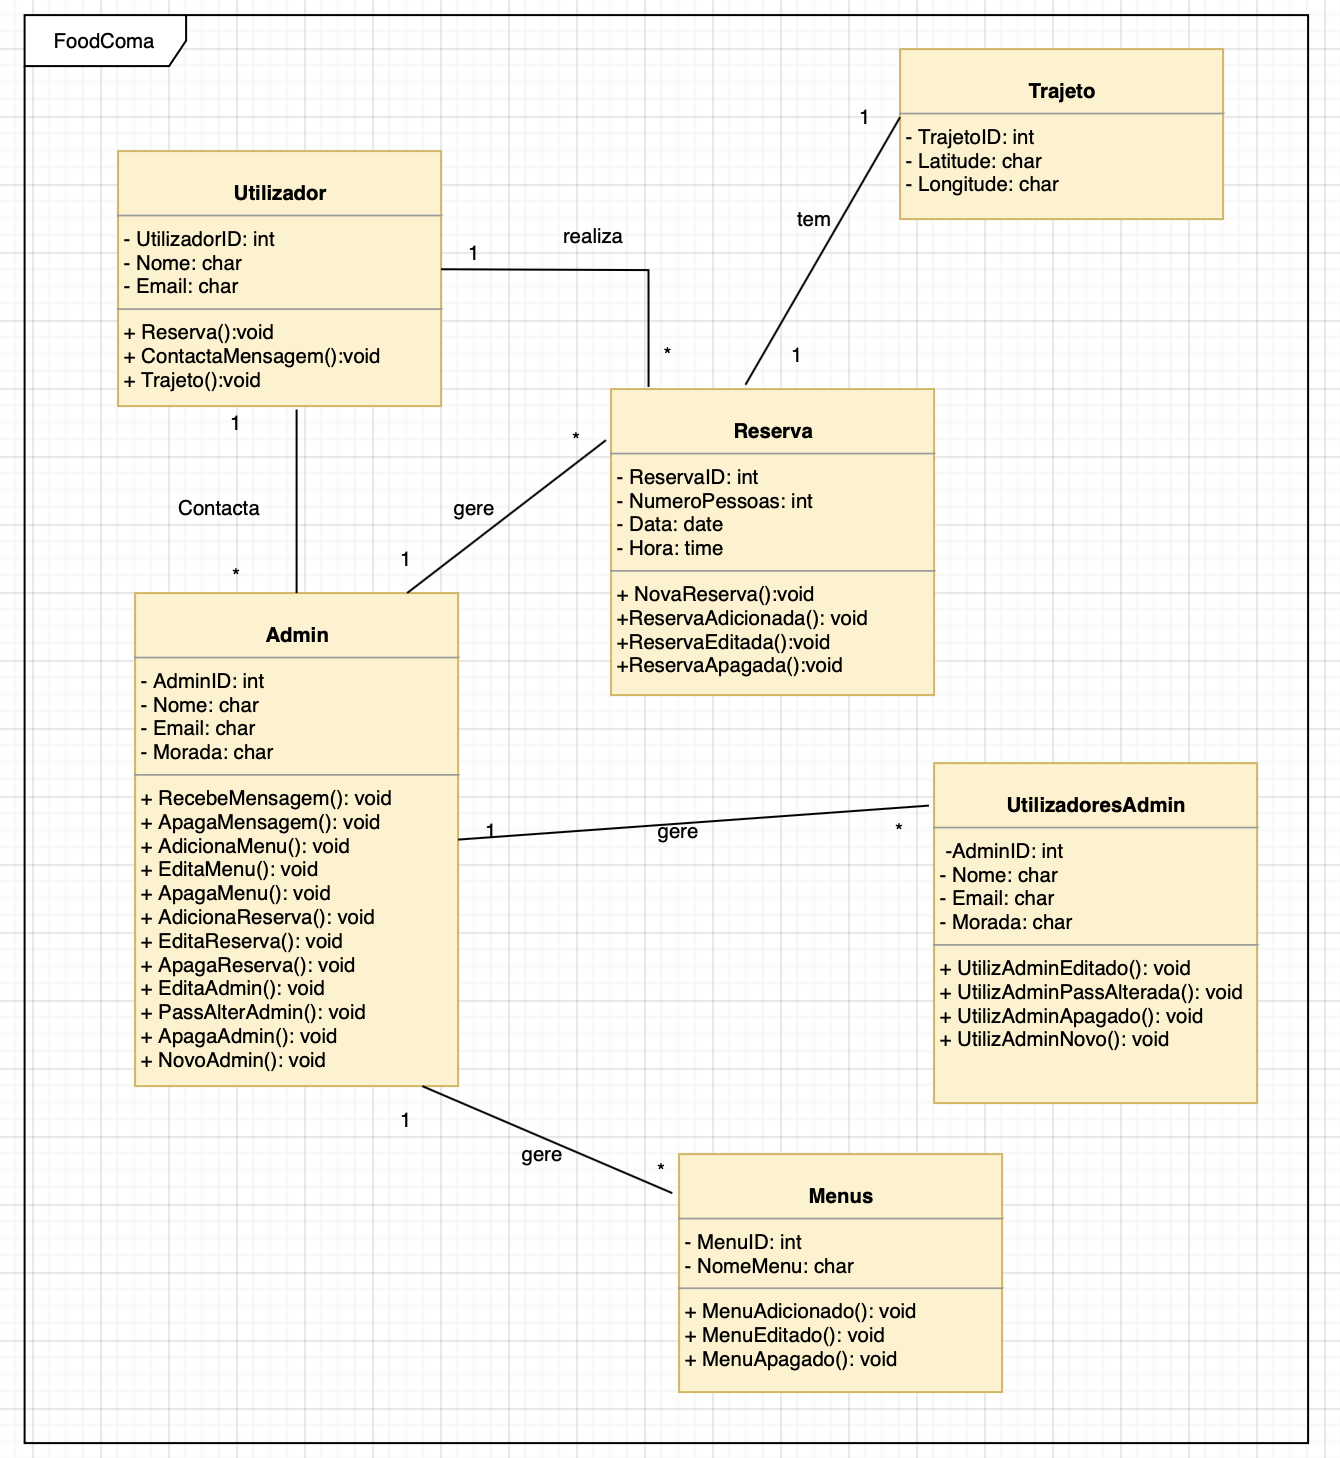 FoodComa
Trajeto
- TrajetoID: int
- Latitude: char
- Longitude: char
1
tem
1
Utilizador
- UtilizadorID: int
- Nome: char
- Email: char
+ Reserva():void
+ ContactaMensagem():void
+ Trajeto():void
1
realiza
*
1
Contacta
*
*
gere
1
Reserva
- ReservaID: int
- NumeroPessoas: int
- Data: date
- Hora: time
+ NovaReserva():void
+ReservaAdicionada(): void
+ReservaEditada():void
+ReservaApagada():void
Admin
- AdminID: int
- Nome: char
- Email: char
- Morada: char
+ RecebeMensagem(): void
+ ApagaMensagem(): void
+ AdicionaMenu(): void
+ EditaMenu(): void
+ ApagaMenu(): void
+ AdicionaReserva(): void
+ EditaReserva(): void
+ ApagaReserva(): void
+ EditaAdmin(): void
+ PassAlterAdmin(): void
+ ApagaAdmin(): void
+ NovoAdmin(): void
1
gere
*
UtilizadoresAdmin
-AdminID: int
- Nome: char
- Email: char
- Morada: char
+ UtilizAdminEditado(): void
+ UtilizAdminPassAlterada(): void
+ UtilizAdminApagado(): void
+ UtilizAdminNovo(): void
1
gere
*
Menus
- MenuID: int
- NomeMenu: char
+ MenuAdicionado(): void
+ MenuEditado(): void
+ MenuApagado(): void